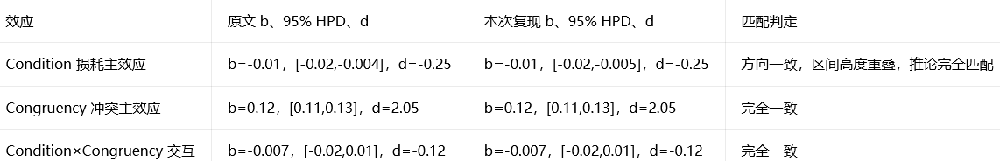 效应 原文 b、95% HPD、d 本次复现 b、95% HPD、d 匹配判定
Condition 损耗主效应 b=-0.01，[-0.02,-0.004]，d=-0.25 b=-0.01，[-0.02,-0.005]，d=-0.25 方向一致，区间高度重叠，推论完全匹配
Congruency 冲突主效应 b=0.12，[0.11,0.13]，d=2.05 b=0.12，[0.11,0.13]，d=2.05 完全一致
Condition×Congruency 交互 b=-0.007，[-0.02,0.01]，d=-0.12 b=-0.007，[-0.02,0.01]，d=-0.12 完全一致